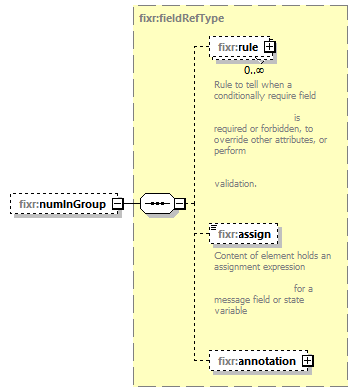 fixr:fieldRefType
fixr:rule
0..∞
Rule to tell when a
conditionally require field
is
required or forbidden, to
override other attributes, or
perform
validation.
fixr:numInGroup
fixr:assign
Content of element holds an
assignment expression
for a
message field or state
variable
fixr:annotation